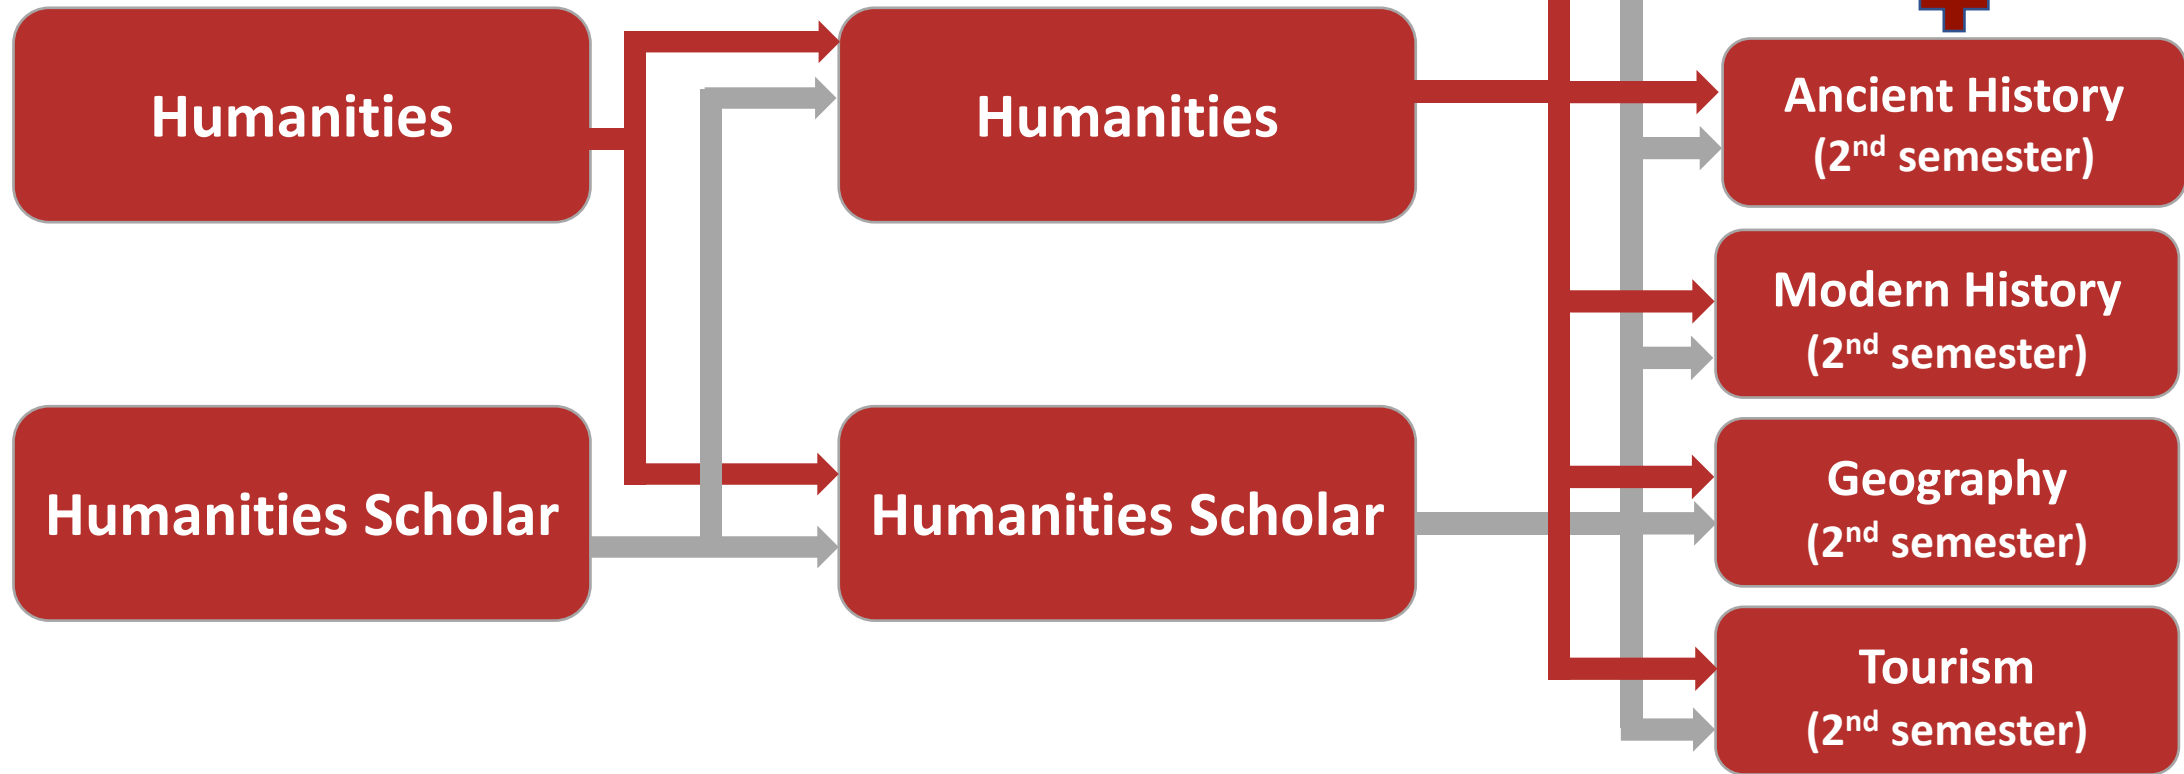 Humanities
Humanities
Ancient History
(2nd semester)
Modern History
(2nd semester)
Humanities Scholar
Humanities Scholar
Geography
(2nd semester)
Tourism
(2nd semester)